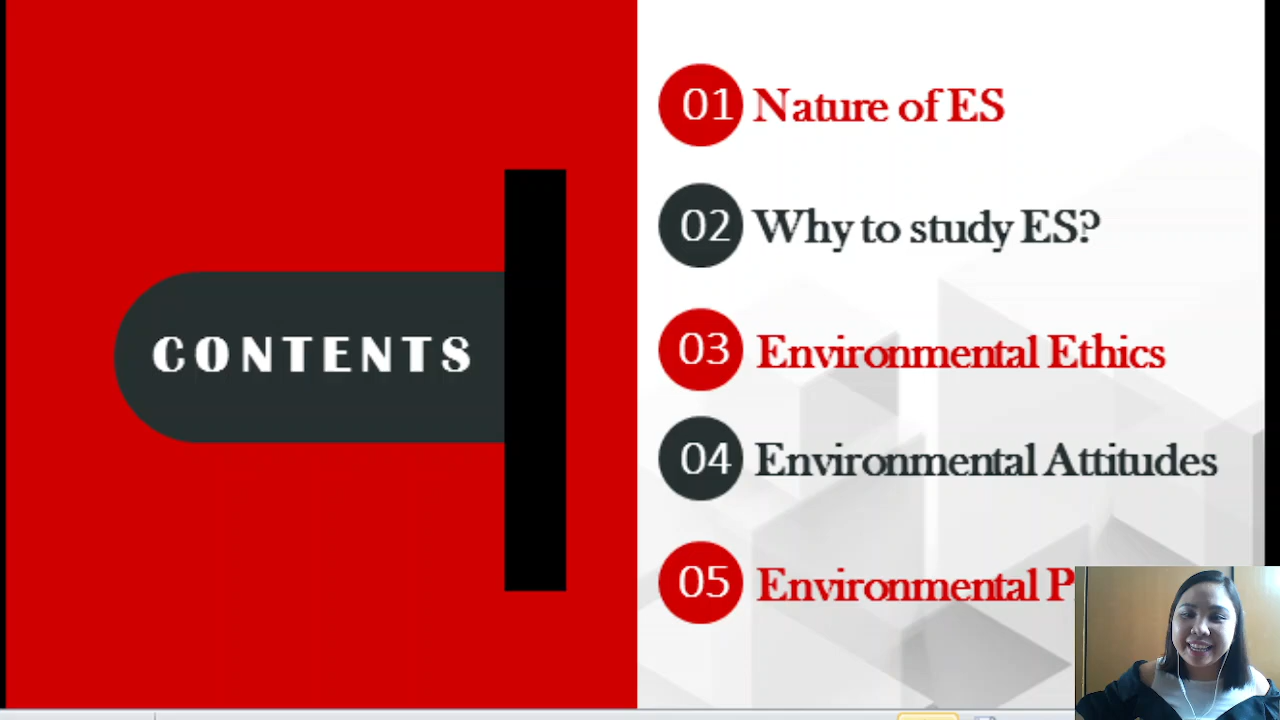 CONTENTS
01 Nature of ES
02 Why to study ES?
03 Environmental Ethics
04 Environmental Attitudes
05 Environmental